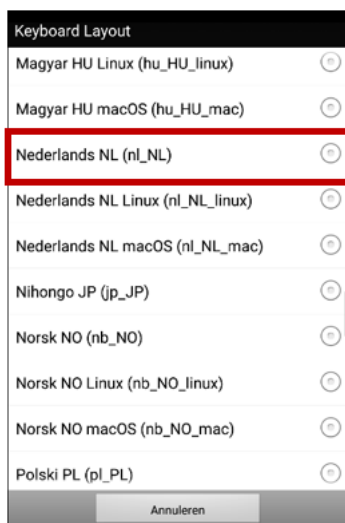 Keyboard Layout
Magyar HU Linux (hu_HU_linux)
Magyar HU macOS (hu_HU_mac)
Nederlands NL (nl_NL)
Nederlands NL Linux (nl_NL_linux)
Nederlands NL macOS (nl_NL_mac)
Nihongo JP (jp_JP)
Norsk NO (nb_NO)
Norsk NO Linux (nb_NO_linux)
Norsk NO macOS (nb_NO_mac)
Polski PL (pl_PL)
Annuleren